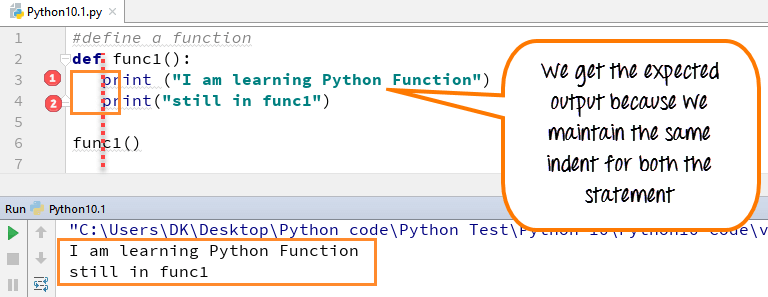 Python10.1.py ×
1 #define a function
2 def func1():
1 3 print ("I am learning Python Function")
2 4 print("still in func1")
5
6 func1()
7
We get the expected
output because we
maintain the same
indent for both the
statement
Run Python10.1
"C:\Users\DK\Desktop\Python code\Python Test\Python 10\Python10 Code\v
I am learning Python Function
still in func1